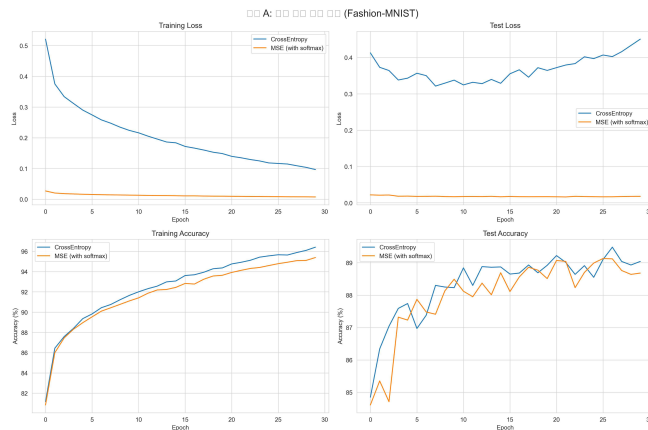 A: (Fashion-MNIST)
Training Loss
CrossEntropy
MSE (with softmax)
0.5
0.4
0.3
0.2
0.1
0.0
Loss
0 5 10 15 20 25 30
Epoch
Test Loss
CrossEntropy
MSE (with softmax)
0.4
0.3
0.2
0.1
0.0
Loss
0 5 10 15 20 25
Epoch
Training Accuracy
CrossEntropy
MSE (with softmax)
96
94
92
90
88
86
84
82
Accuracy (%)
0 5 10 15 20 25 30
Epoch
Test Accuracy
CrossEntropy
MSE (with softmax)
89
88
87
86
85
Accuracy (%)
0 5 10 15 20 25
Epoch